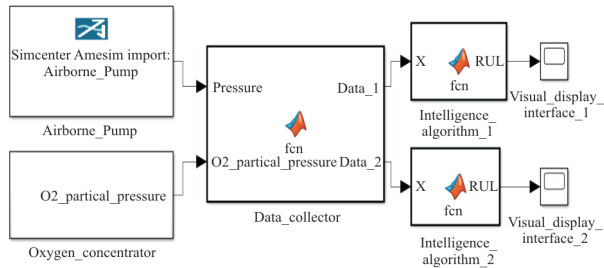 Simcenter Amesim import:
Airborne_Pump
Airborne_Pump
O2_partical_pressure
Oxygen_concentrator
Pressure
Data_1
fcn
O2_partical_pressure
Data_2
Data_collector
X
RUL
fcn
Intelligence_
algorithm_1
Visual_display_
interface_1
X
RUL
fcn
Intelligence_
algorithm_2
Visual_display_
interface_2